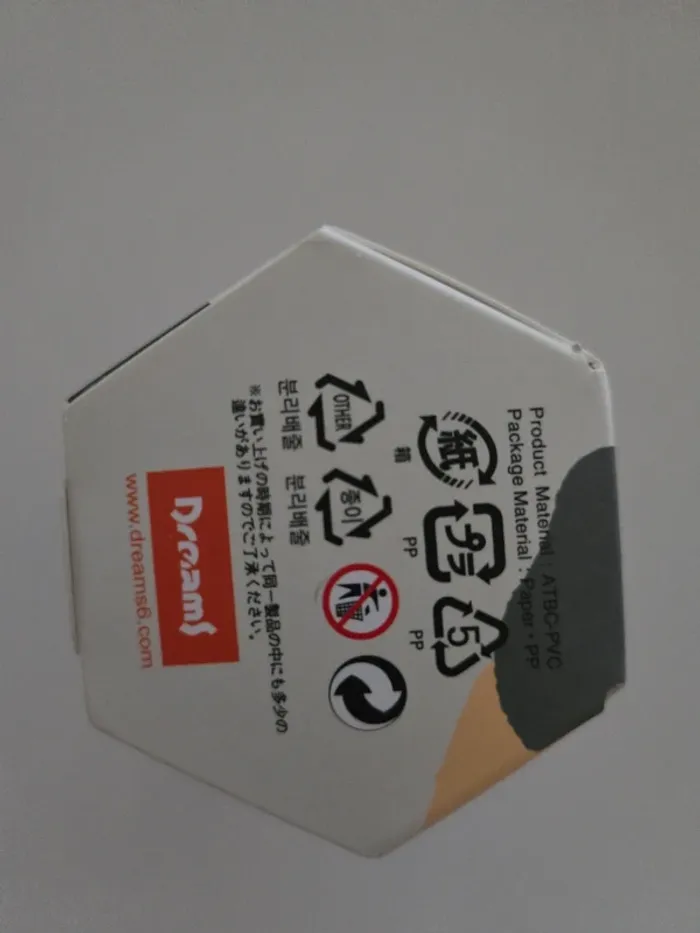 Product Material : ATBC-PVC
Package Material : Paper・PP
紙
プラ
5
箱
PP
PP
OTHER
종이
분리배출 분리배출
※お買い上げの時期によって同一製品の中にも多少の
違いがありますのでご了承ください。
Dreams
www.dreams6.com